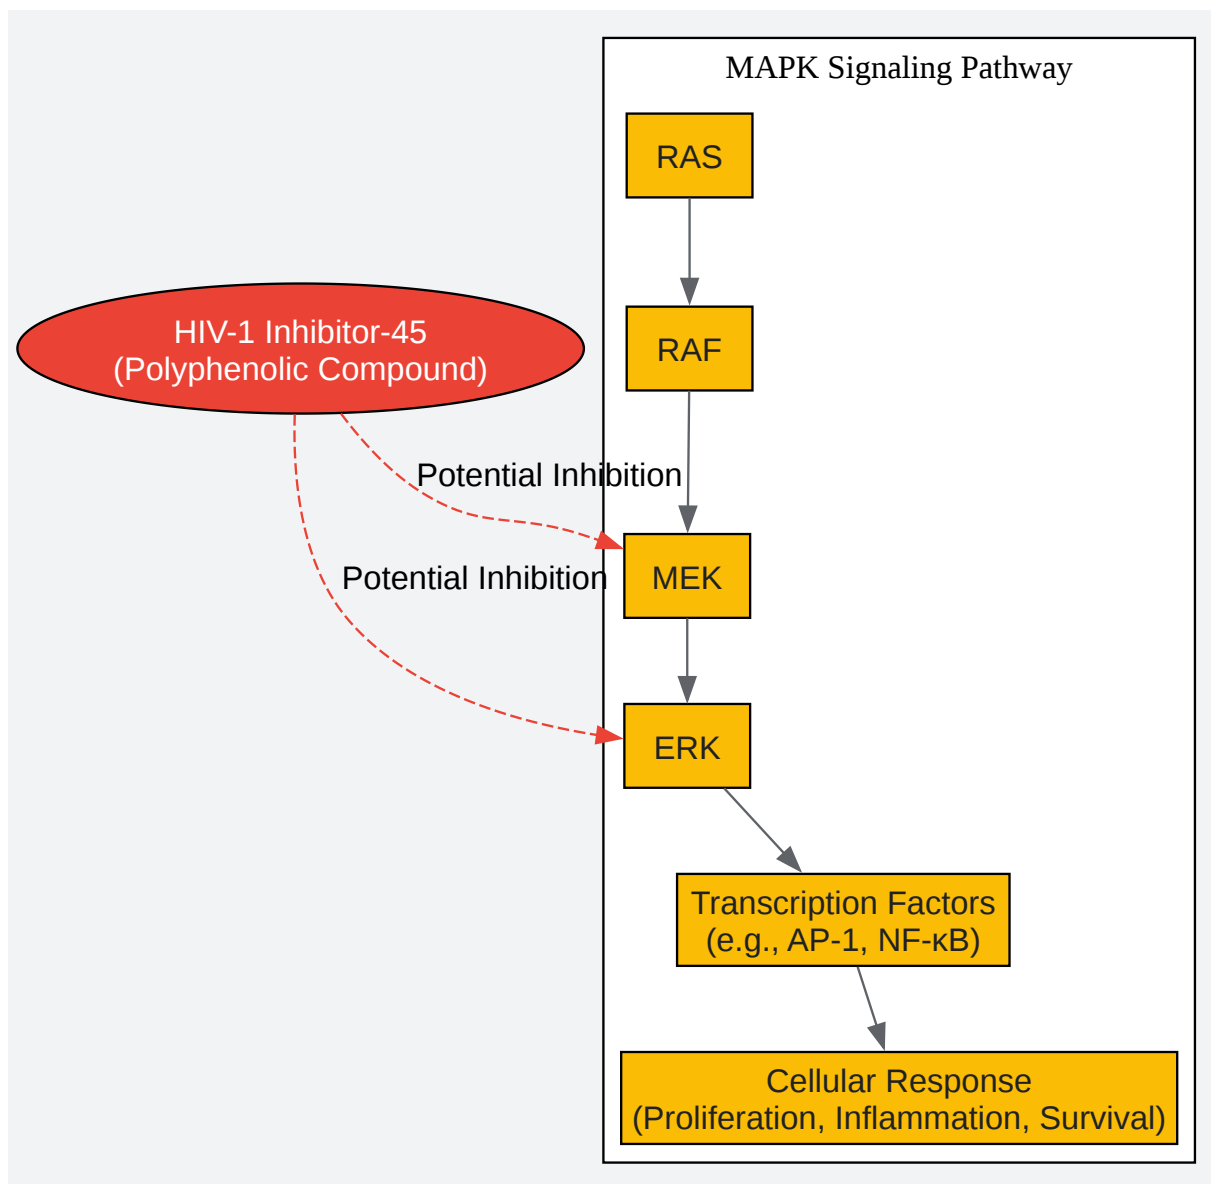 MAPK Signaling Pathway
RAS
HIV-1 Inhibitor-45
(Polyphenolic Compound)
RAF
Potential Inhibition
Potential Inhibition
MEK
ERK
Transcription Factors
(e.g., AP-1, NF-κB)
Cellular Response
(Proliferation, Inflammation, Survival)